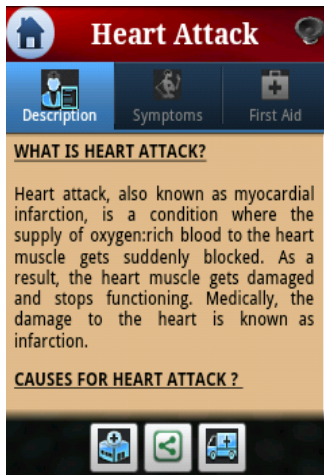 Heart Attack
Description
Symptoms
First Aid
WHAT IS HEART ATTACK?
Heart attack, also known as myocardial
infarction, is a condition where the
supply of oxygen:rich blood to the heart
muscle gets suddenly blocked. As a
result, the heart muscle gets damaged
and stops functioning. Medically, the
damage to the heart is known as
infarction.
CAUSES FOR HEART ATTACK ?